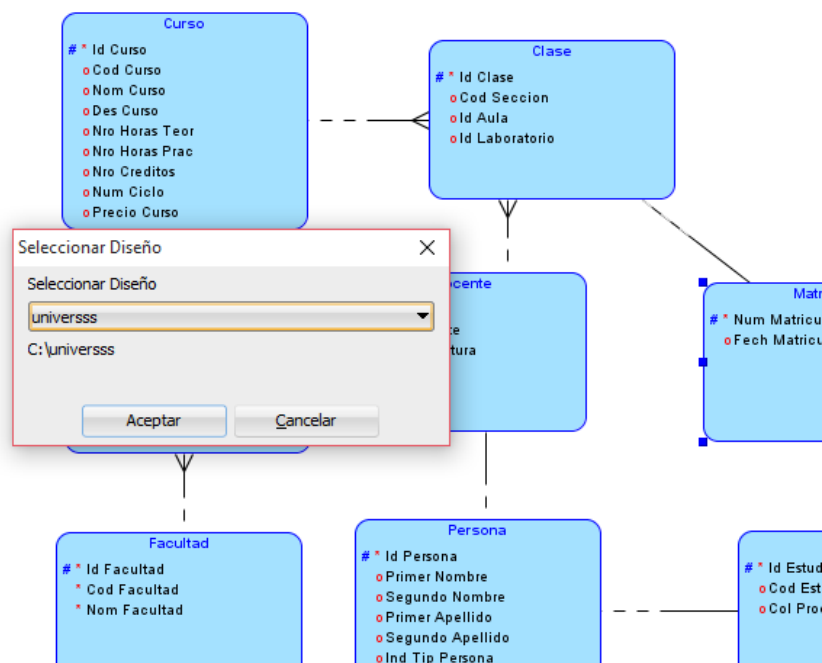 Curso
# * Id Curso
o Cod Curso
o Nom Curso
o Des Curso
o Nro Horas Teor
o Nro Horas Prac
o Nro Creditos
o Num Ciclo
o Precio Curso
Clase
# * Id Clase
o Cod Seccion
o Id Aula
o Id Laboratorio
Seleccionar Diseño
Seleccionar Diseño
universss
C:\universss
Aceptar
Cancelar
ocente
te
tura
Matr
# * Num Matricu
o Fech Matricu
Facultad
# * Id Facultad
* Cod Facultad
* Nom Facultad
Persona
# * Id Persona
o Primer Nombre
o Segundo Nombre
o Primer Apellido
o Segundo Apellido
o Ind Tip Persona
# * Id Estud
o Cod Est
o Col Pro